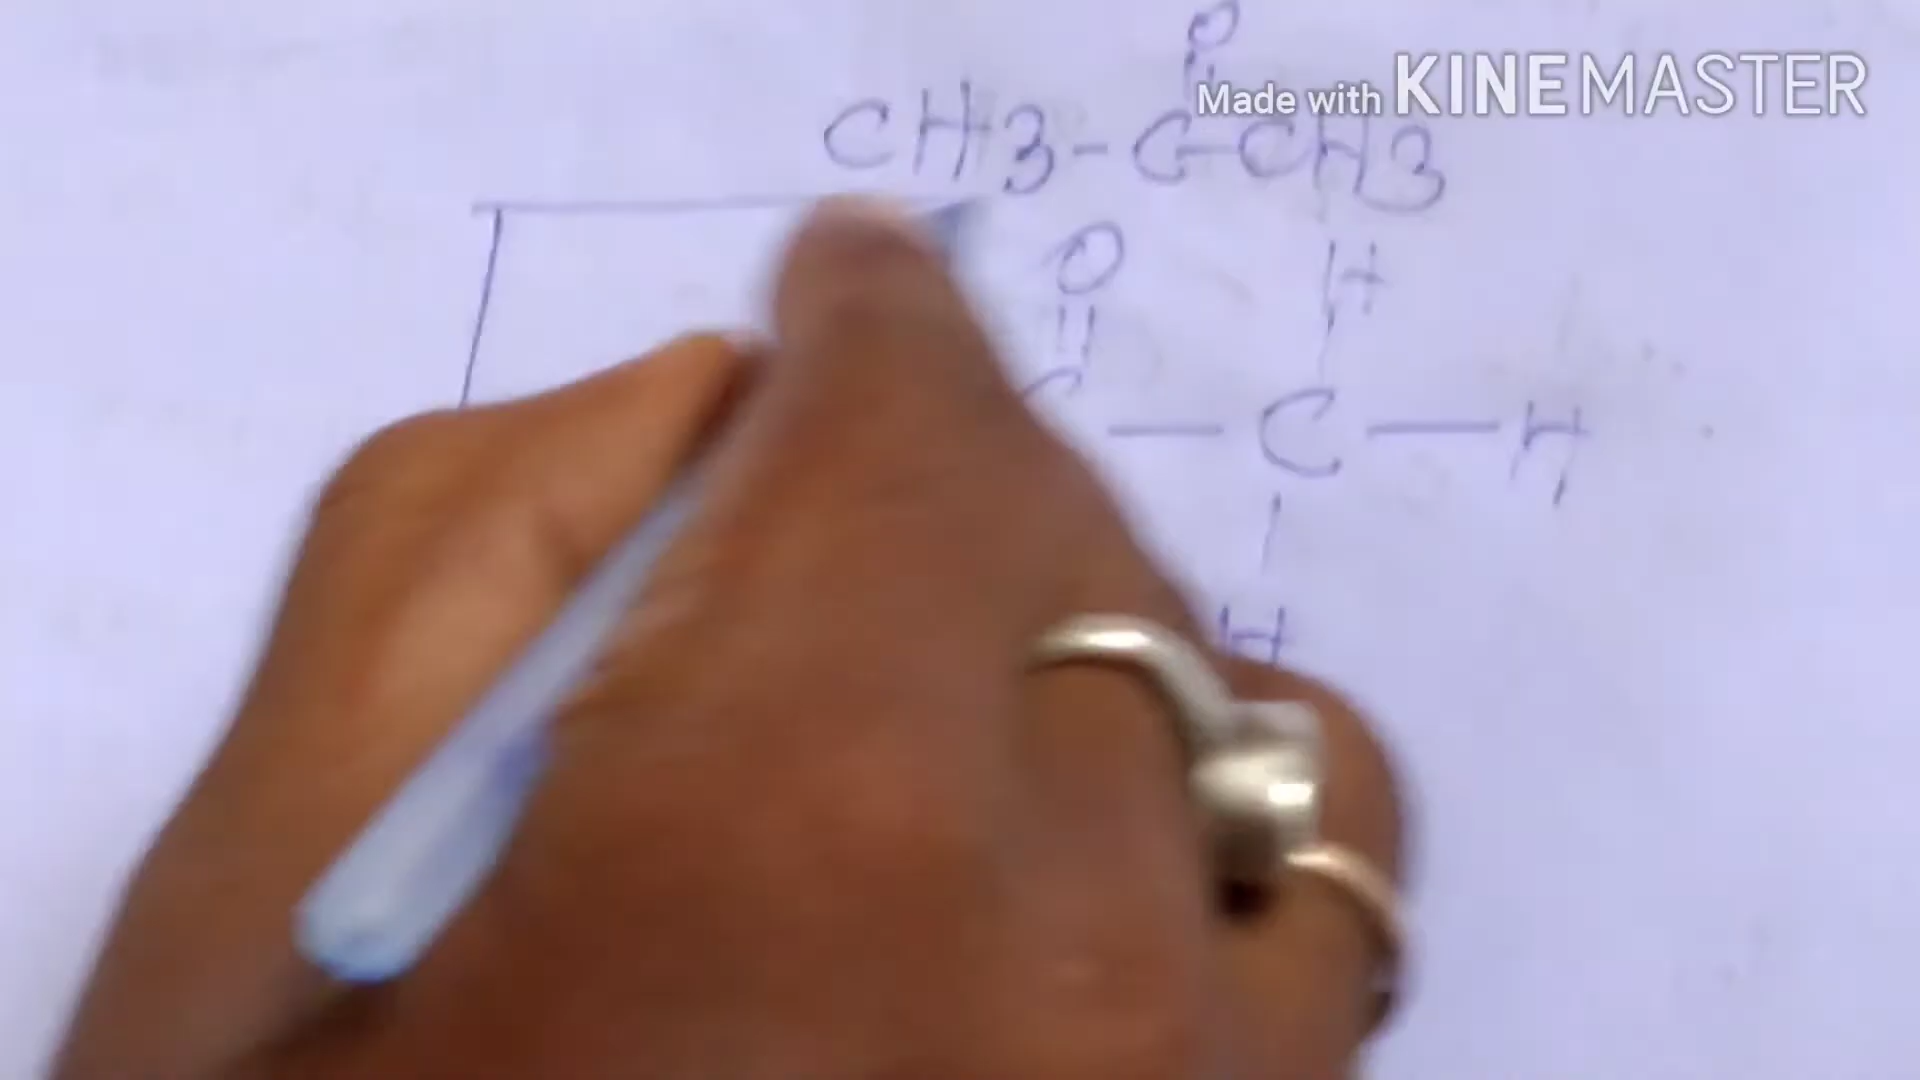 O
Made with KINEMASTER
CH3-C-CH3
O H
C — C — H
H